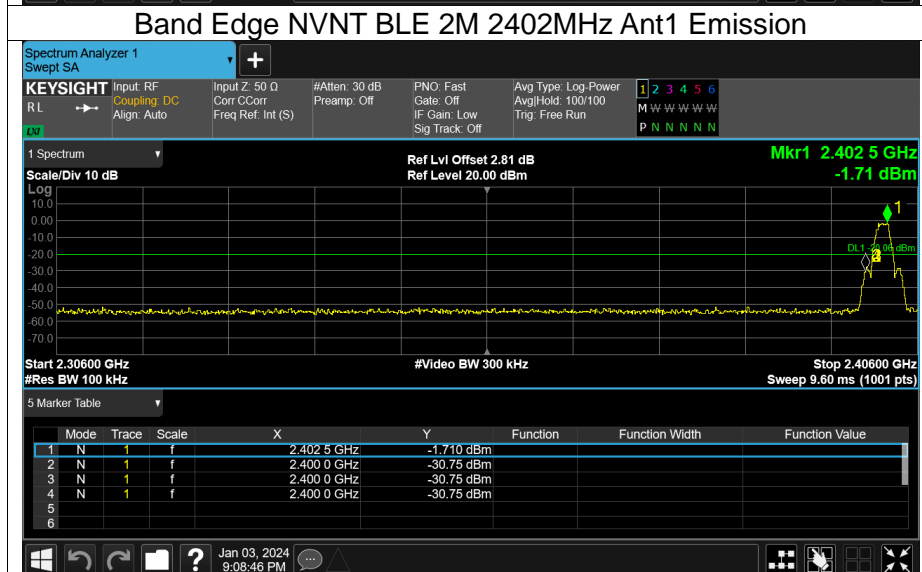 Band Edge NVNT BLE 2M 2402MHz Ant1 Emission
Spectrum Analyzer 1
Swept SA
+
KEYSIGHT Input: RF Input Z: 50 Ω #Atten: 30 dB PNO: Fast Avg Type: Log-Power 1 2 3 4 5 6
RL Coupling: DC Corr CCorr Preamp: Off Gate: Off Avg|Hold: 100/100 M W W W W W
Align: Auto Freq Ref: Int (S) IF Gain: Low Trig: Free Run
LXI Sig Track: Off P N N N N N
1 Spectrum Ref Lvl Offset 2.81 dB Mkr1 2.402 5 GHz
Scale/Div 10 dB Ref Level 20.00 dBm -1.71 dBm
Log
10.0 1
0.00
-10.0
DL1 -20.06 dBm
-20.0
-30.0
-40.0
-50.0
-60.0
-70.0
Start 2.30600 GHz #Video BW 300 kHz Stop 2.40600 GHz
#Res BW 100 kHz Sweep 9.60 ms (1001 pts)
5 Marker Table
Mode Trace Scale X Y Function Function Width Function Value
1 N 1 f 2.402 5 GHz -1.710 dBm
2 N 1 f 2.400 0 GHz -30.75 dBm
3 N 1 f 2.400 0 GHz -30.75 dBm
4 N 1 f 2.400 0 GHz -30.75 dBm
5
6
? Jan 03, 2024
9:08:46 PM